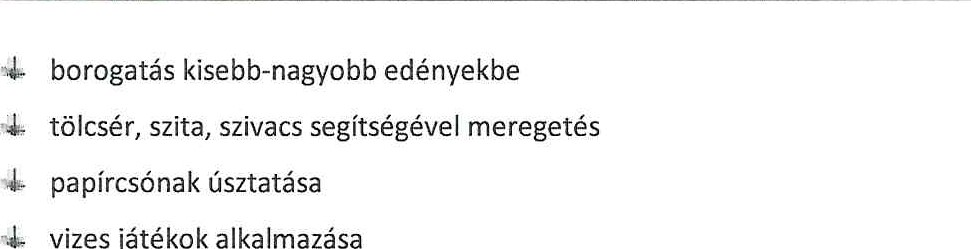 borogatás kisebb-nagyobb edényekbe
tölcsér, szita, szivacs segítségével meregetés
papírcsónak úsztatása
vizes játékok alkalmazása